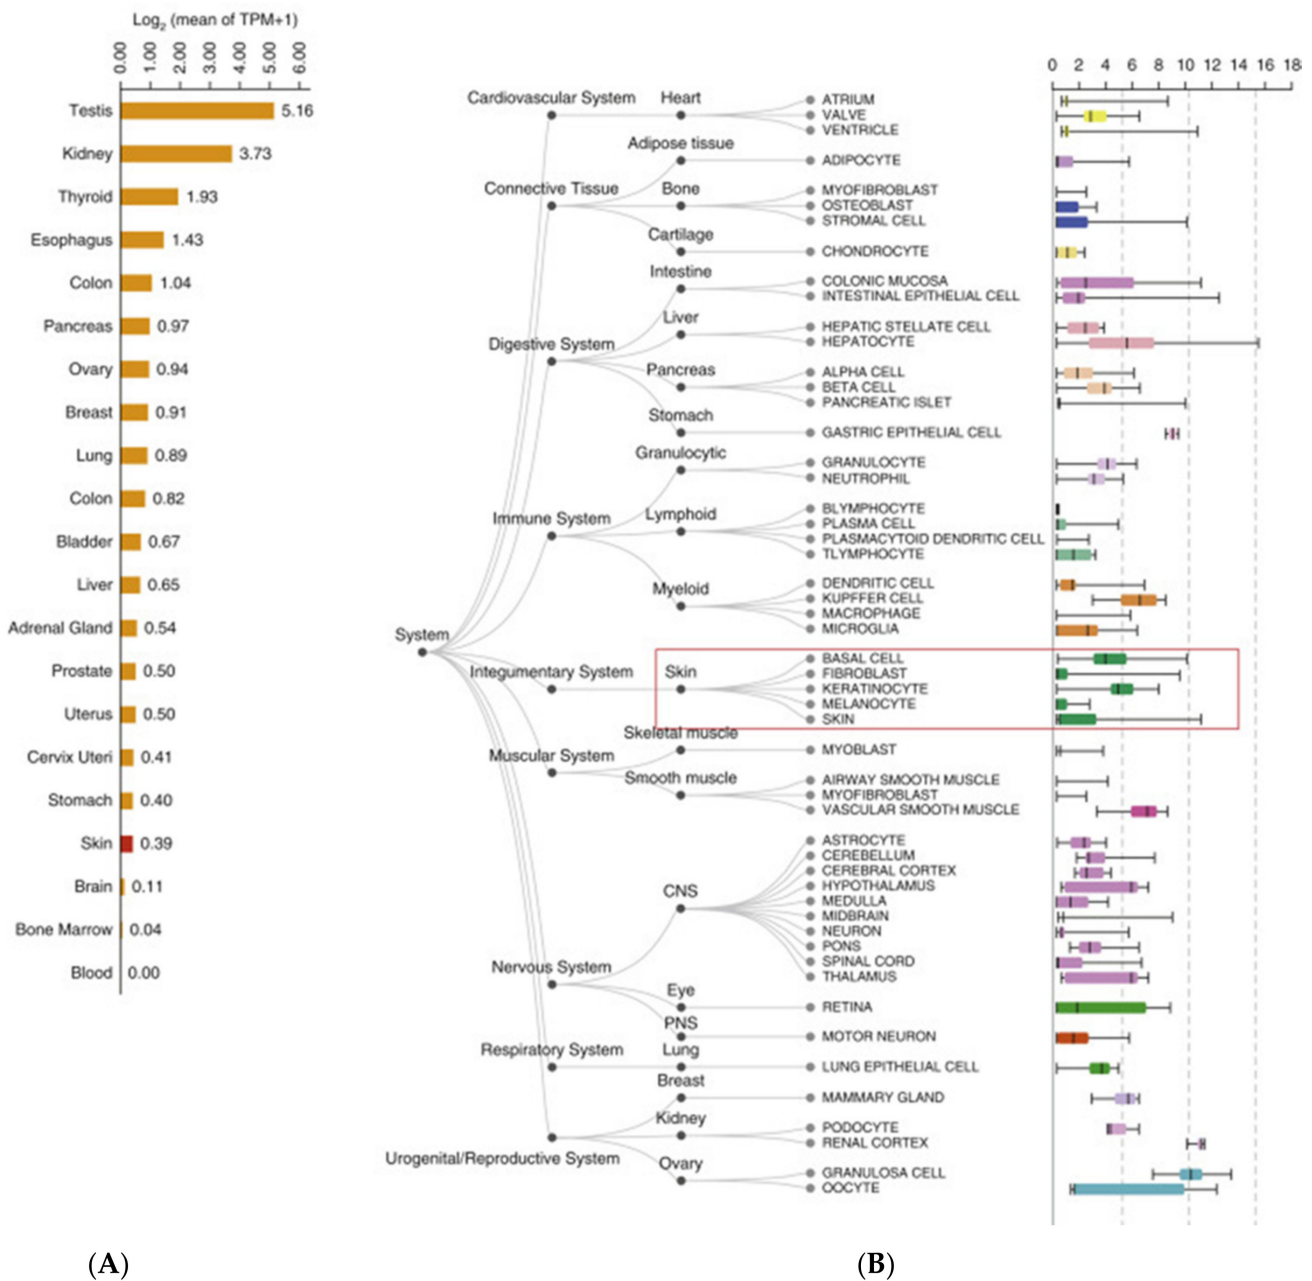 Log2 (mean of TPM+1)
0.00 1.00 2.00 3.00 4.00 5.00 6.00
Testis 5.16
Kidney 3.73
Thyroid 1.93
Esophagus 1.43
Colon 1.04
Pancreas 0.97
Ovary 0.94
Breast 0.91
Lung 0.89
Colon 0.82
Bladder 0.67
Liver 0.65
Adrenal Gland 0.54
Prostate 0.50
Uterus 0.50
Cervix Uteri 0.41
Stomach 0.40
Skin 0.39
Brain 0.11
Bone Marrow 0.04
Blood 0.00
(A)
0 2 4 6 8 10 12 14 16 18
System
Cardiovascular System
Heart
ATRIUM
VALVE
VENTRICLE
Connective Tissue
Adipose tissue
ADIPOCYTE
Bone
MYOFIBROBLAST
OSTEOBLAST
STROMAL CELL
Cartilage
CHONDROCYTE
Digestive System
Intestine
COLONIC MUCOSA
INTESTINAL EPITHELIAL CELL
Liver
HEPATIC STELLATE CELL
HEPATOCYTE
Pancreas
ALPHA CELL
BETA CELL
PANCREATIC ISLET
Stomach
GASTRIC EPITHELIAL CELL
Immune System
Granulocytic
GRANULOCYTE
NEUTROPHIL
Lymphoid
BLYMPHOCYTE
PLASMA CELL
PLASMACYTOID DENDRITIC CELL
TLYMPHOCYTE
Myeloid
DENDRITIC CELL
KUPFFER CELL
MACROPHAGE
MICROGLIA
Integumentary System
Skin
BASAL CELL
FIBROBLAST
KERATINOCYTE
MELANOCYTE
SKIN
Muscular System
Skeletal muscle
MYOBLAST
Smooth muscle
AIRWAY SMOOTH MUSCLE
MYOFIBROBLAST
VASCULAR SMOOTH MUSCLE
Nervous System
CNS
ASTROCYTE
CEREBELLUM
CEREBRAL CORTEX
HYPOTHALAMUS
MEDULLA
MIDBRAIN
NEURON
PONS
SPINAL CORD
THALAMUS
Eye
RETINA
PNS
MOTOR NEURON
Respiratory System
Lung
LUNG EPITHELIAL CELL
Urogenital/Reproductive System
Breast
MAMMARY GLAND
Kidney
PODOCYTE
RENAL CORTEX
Ovary
GRANULOSA CELL
OOCYTE
(B)